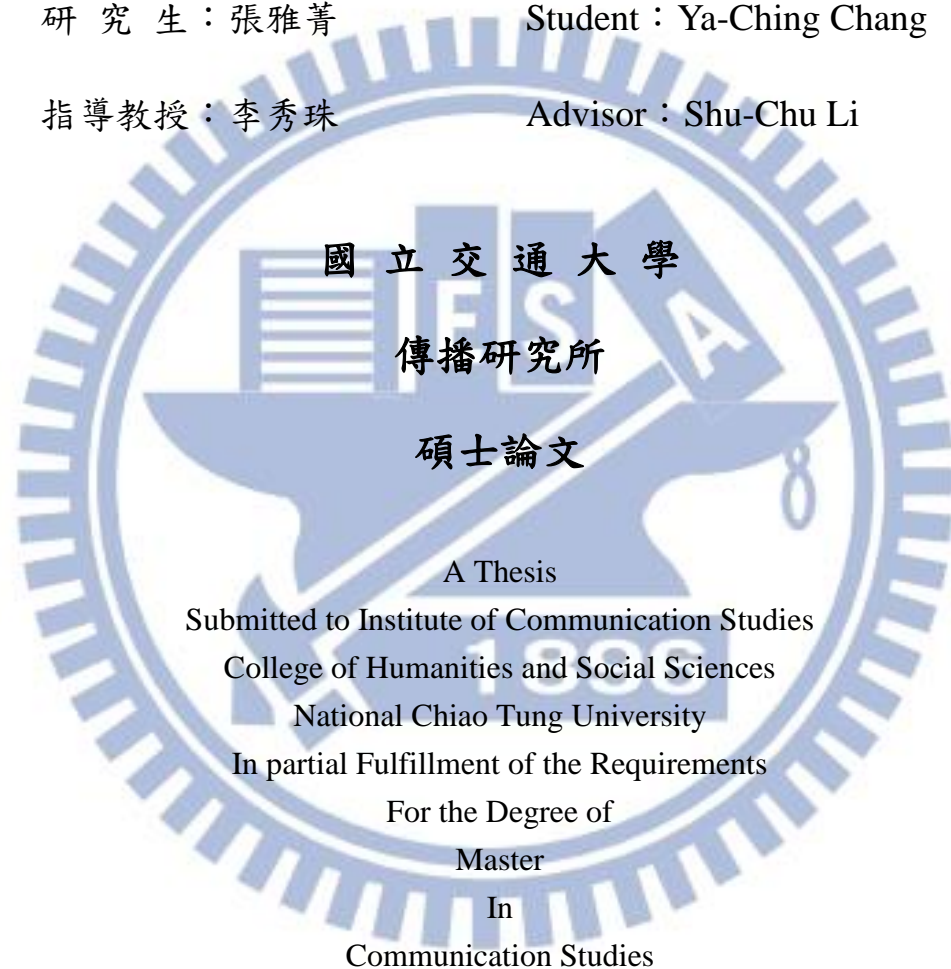 研 究 生：張雅菁 Student：Ya-Ching Chang
指導教授：李秀珠 Advisor：Shu-Chu Li
國 立 交 通 大 學
傳播研究所
碩士論文
A Thesis
Submitted to Institute of Communication Studies
College of Humanities and Social Sciences
National Chiao Tung University
In partial Fulfillment of the Requirements
For the Degree of
Master
In
Communication Studies
E S A
1896